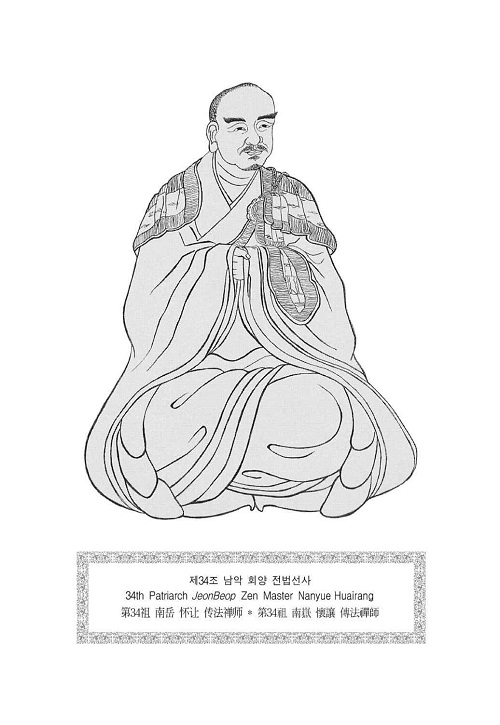 제34조 남악 회양 전법선사
34th Patriarch JeonBeop Zen Master Nanyue Huairang
第34祖 南岳 怀让 传法禅师 * 第34祖 南嶽 懷讓 傳法禪師